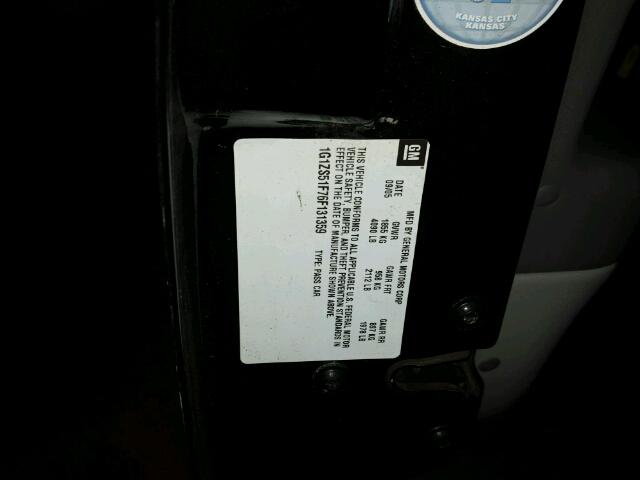 KANSAS CITY
KANSAS
GM
MFD BY GENERAL MOTORS CORP
DATE GVWR GAWR FRT GAWR RR
09/05 1855 KG 958 KG 897 KG
4090 LB 2112 LB 1978 LB
THIS VEHICLE CONFORMS TO ALL APPLICABLE U.S. FEDERAL MOTOR
VEHICLE SAFETY, BUMPER, AND THEFT PREVENTION STANDARDS IN
EFFECT ON THE DATE OF MANUFACTURE SHOWN ABOVE.
1G1ZS51F76F131359 TYPE: PASS CAR